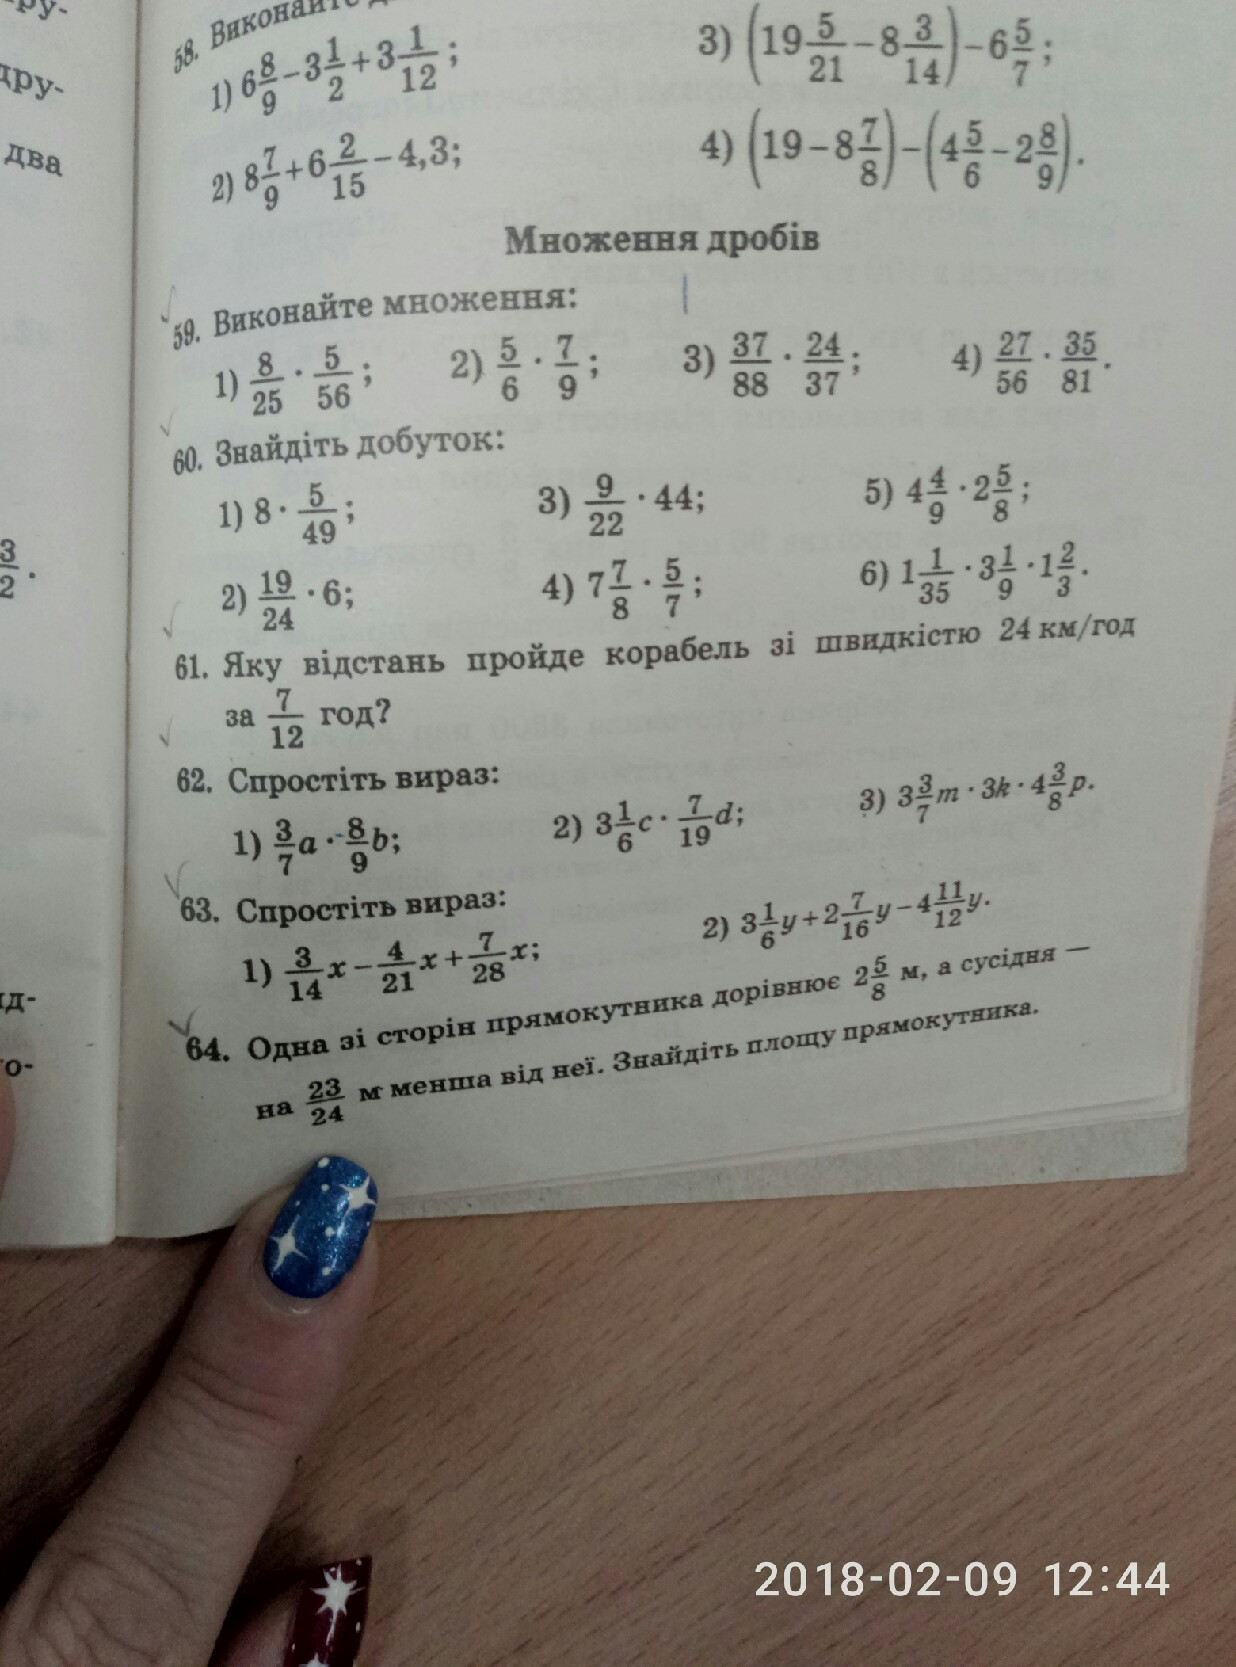 ру-
дру-
два
3/2.
58. Виконайте
1) 6 8/9 − 3 1/2 + 3 1/12;
3) (19 5/21 − 8 3/14) − 6 5/7;
2) 8 7/9 + 6 2/15 − 4,3;
4) (19 − 8 7/8) − (4 5/6 − 2 8/9).
Множення дробів
59. Виконайте множення:
1) 8/25 · 5/56; 2) 5/6 · 7/9; 3) 37/88 · 24/37; 4) 27/56 · 35/81.
60. Знайдіть добуток:
1) 8 · 5/49; 3) 9/22 · 44; 5) 4 4/9 · 2 5/8;
2) 19/24 · 6; 4) 7 7/8 · 5/7; 6) 1 1/35 · 3 1/9 · 1 2/3.
61. Яку відстань пройде корабель зі швидкістю 24 км/год
за 7/12 год?
62. Спростіть вираз:
1) 3/7 a · 8/9 b; 2) 3 1/6 c · 7/19 d; 3) 3 3/7 m · 3k · 4 3/8 p.
63. Спростіть вираз:
1) 3/14 x − 4/21 x + 7/28 x; 2) 3 1/6 y + 2 7/16 y − 4 11/12 y.
64. Одна зі сторін прямокутника дорівнює 2 5/8 м, а сусідня —
на 23/24 м менша від неї. Знайдіть площу прямокутника.
2018-02-09 12:44